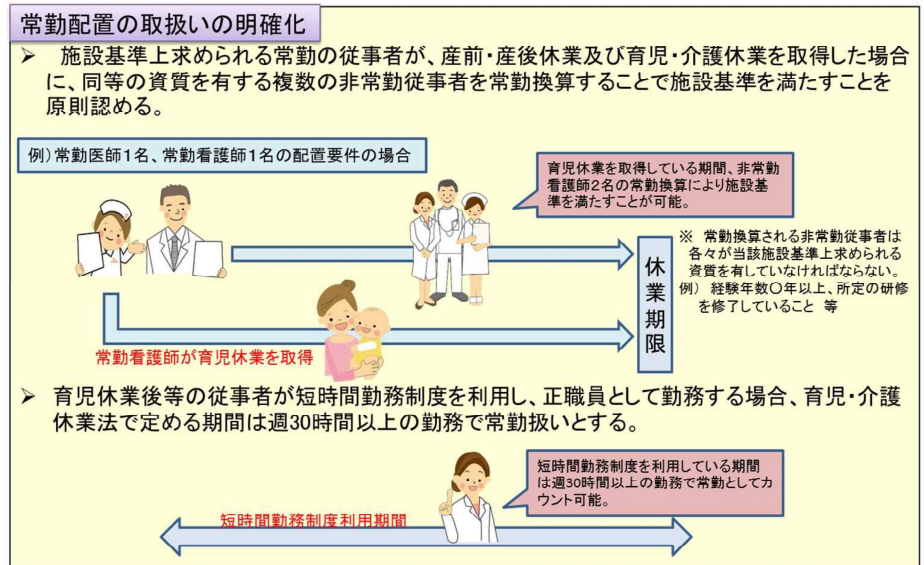 常勤配置の取扱いの明確化
➢ 施設基準上求められる常勤の従事者が、産前・産後休業及び育児・介護休業を取得した場合
に、同等の資質を有する複数の非常勤従事者を常勤換算することで施設基準を満たすことを
原則認める。
例)常勤医師1名、常勤看護師1名の配置要件の場合
育児休業を取得している期間、非常勤
看護師2名の常勤換算により施設基
準を満たすことが可能。
※ 常勤換算される非常勤従事者は
各々が当該施設基準上求められる
資質を有していなければならない。
例) 経験年数〇年以上、所定の研修
を修了していること 等
休業期限
常勤看護師が育児休業を取得
➢ 育児休業後等の従事者が短時間勤務制度を利用し、正職員として勤務する場合、育児・介護
休業法で定める期間は週30時間以上の勤務で常勤扱いとする。
短時間勤務制度を利用している期間
は週30時間以上の勤務で常勤としてカ
ウント可能。
短時間勤務制度利用期間